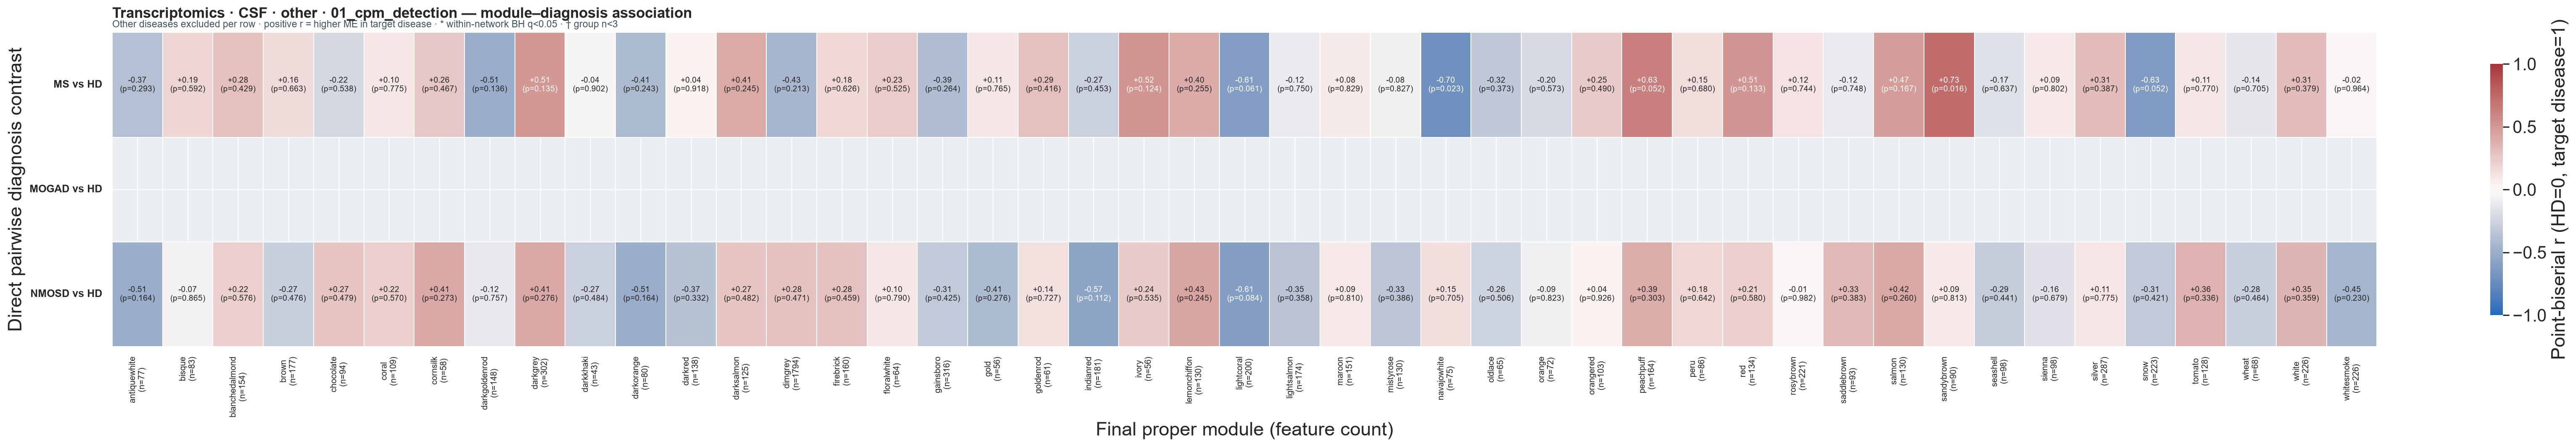 Transcriptomics · CSF · other · 01_cpm_detection — module–diagnosis association
Other diseases excluded per row · positive r = higher ME in target disease · * within-network BH q<0.05 · † group n<3
Direct pairwise diagnosis contrast
MS vs HD
-0.37 +0.19 +0.28 +0.16 -0.22 +0.10 +0.26 -0.51 +0.51 -0.04 -0.41 +0.04 +0.41 -0.43 +0.18 +0.23 -0.39 +0.11 +0.29 -0.27 +0.52 +0.40 -0.61 -0.12 +0.08 -0.08 -0.70 -0.32 -0.20 +0.25 +0.63 +0.15 +0.51 +0.12 -0.12 +0.47 +0.73 -0.17 +0.09 +0.31 -0.63 +0.11 -0.14 +0.31 -0.02
(p=0.293) (p=0.592) (p=0.429) (p=0.663) (p=0.538) (p=0.775) (p=0.467) (p=0.136) (p=0.135) (p=0.902) (p=0.243) (p=0.918) (p=0.245) (p=0.213) (p=0.626) (p=0.525) (p=0.264) (p=0.765) (p=0.416) (p=0.453) (p=0.124) (p=0.255) (p=0.061) (p=0.750) (p=0.829) (p=0.827) (p=0.023) (p=0.373) (p=0.573) (p=0.490) (p=0.052) (p=0.680) (p=0.133) (p=0.744) (p=0.748) (p=0.167) (p=0.016) (p=0.637) (p=0.802) (p=0.387) (p=0.052) (p=0.770) (p=0.705) (p=0.379) (p=0.964)
MOGAD vs HD
NMOSD vs HD
-0.51 -0.07 +0.22 -0.27 +0.27 +0.22 +0.41 -0.12 +0.41 -0.27 -0.51 -0.37 +0.27 +0.28 +0.28 +0.10 -0.31 -0.41 +0.14 -0.57 +0.24 +0.43 -0.61 -0.35 +0.09 -0.33 +0.15 -0.26 -0.09 +0.04 +0.39 +0.18 +0.21 -0.01 +0.33 +0.42 +0.09 -0.29 -0.16 +0.11 -0.31 +0.36 -0.28 +0.35 -0.45
(p=0.164) (p=0.865) (p=0.576) (p=0.476) (p=0.479) (p=0.570) (p=0.273) (p=0.757) (p=0.276) (p=0.484) (p=0.164) (p=0.332) (p=0.482) (p=0.471) (p=0.459) (p=0.790) (p=0.425) (p=0.276) (p=0.727) (p=0.112) (p=0.535) (p=0.245) (p=0.084) (p=0.358) (p=0.810) (p=0.386) (p=0.705) (p=0.506) (p=0.823) (p=0.926) (p=0.303) (p=0.642) (p=0.580) (p=0.982) (p=0.383) (p=0.260) (p=0.813) (p=0.441) (p=0.679) (p=0.775) (p=0.421) (p=0.336) (p=0.464) (p=0.359) (p=0.230)
antiquewhite
(n=77)
bisque
(n=83)
blanchedalmond
(n=154)
brown
(n=177)
chocolate
(n=94)
coral
(n=109)
cornsilk
(n=58)
darkgoldenrod
(n=148)
darkgrey
(n=302)
darkkhaki
(n=43)
darkorange
(n=80)
darkred
(n=138)
darksalmon
(n=125)
dimgrey
(n=1794)
firebrick
(n=160)
floralwhite
(n=64)
gainsboro
(n=316)
gold
(n=56)
goldenrod
(n=61)
indianred
(n=181)
ivory
(n=56)
lemonchiffon
(n=130)
lightcoral
(n=200)
lightsalmon
(n=174)
maroon
(n=151)
mistyrose
(n=130)
navajowhite
(n=75)
oldlace
(n=65)
orange
(n=72)
orangered
(n=103)
peachpuff
(n=164)
peru
(n=86)
red
(n=134)
rosybrown
(n=221)
saddlebrown
(n=93)
salmon
(n=130)
sandybrown
(n=90)
seashell
(n=98)
sienna
(n=98)
silver
(n=287)
snow
(n=223)
tomato
(n=128)
wheat
(n=68)
white
(n=226)
whitesmoke
(n=226)
Final proper module (feature count)
1.0
0.5
0.0
−0.5
−1.0
Point-biserial r (HD=0, target disease=1)